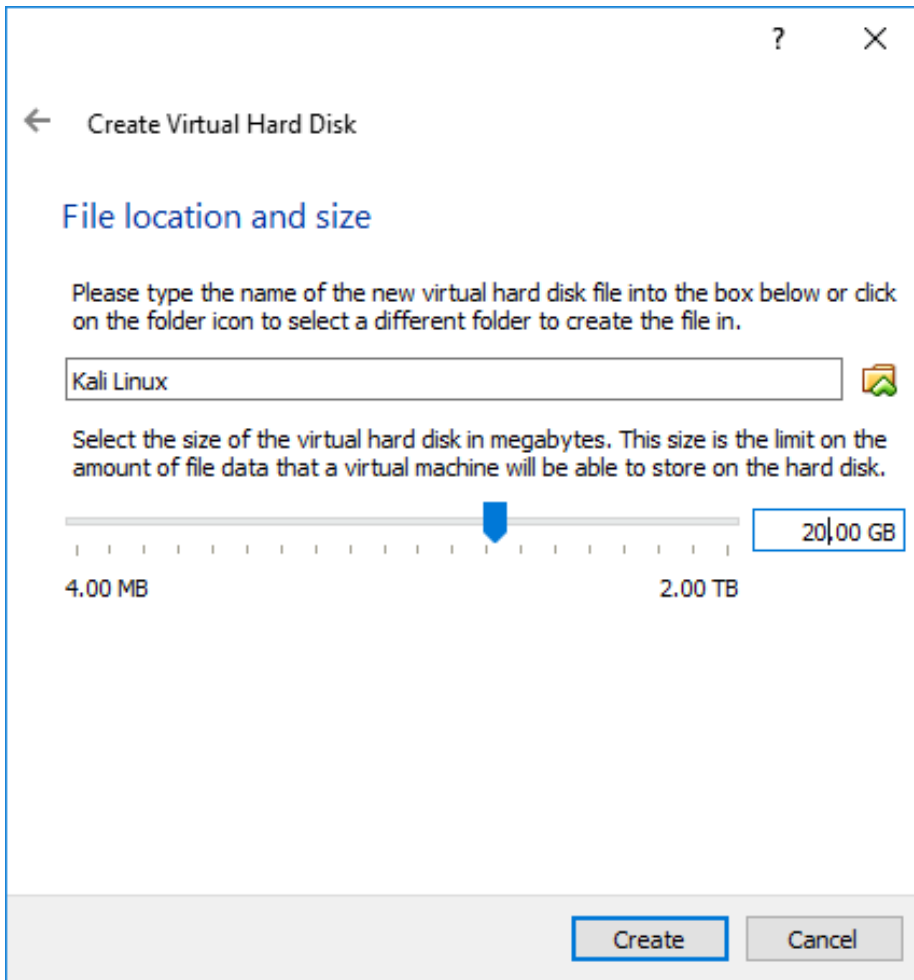 ?
Create Virtual Hard Disk
File location and size
Please type the name of the new virtual hard disk file into the box below or click
on the folder icon to select a different folder to create the file in.
Kali Linux
Select the size of the virtual hard disk in megabytes. This size is the limit on the
amount of file data that a virtual machine will be able to store on the hard disk.
20.00 GB
4.00 MB 2.00 TB
Create Cancel